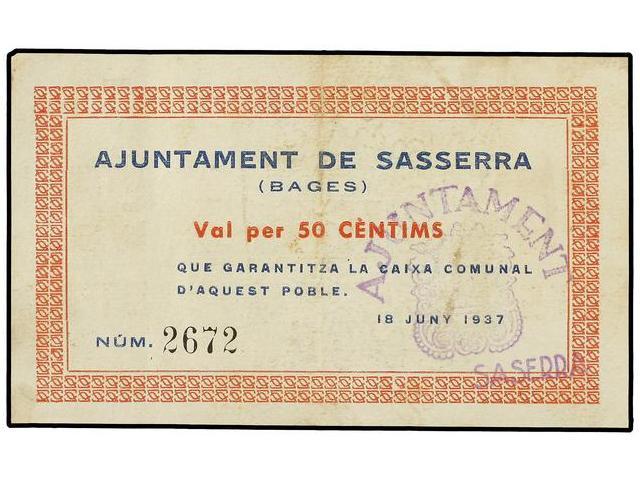 AJUNTAMENT DE SASSERRA
(BAGES)
Val per 50 CÈNTIMS
QUE GARANTITZA LA CAIXA COMUNAL
D'AQUEST POBLE.
18 JUNY 1937
NÚM. 2672
AJUNTAMENT
SASERRA